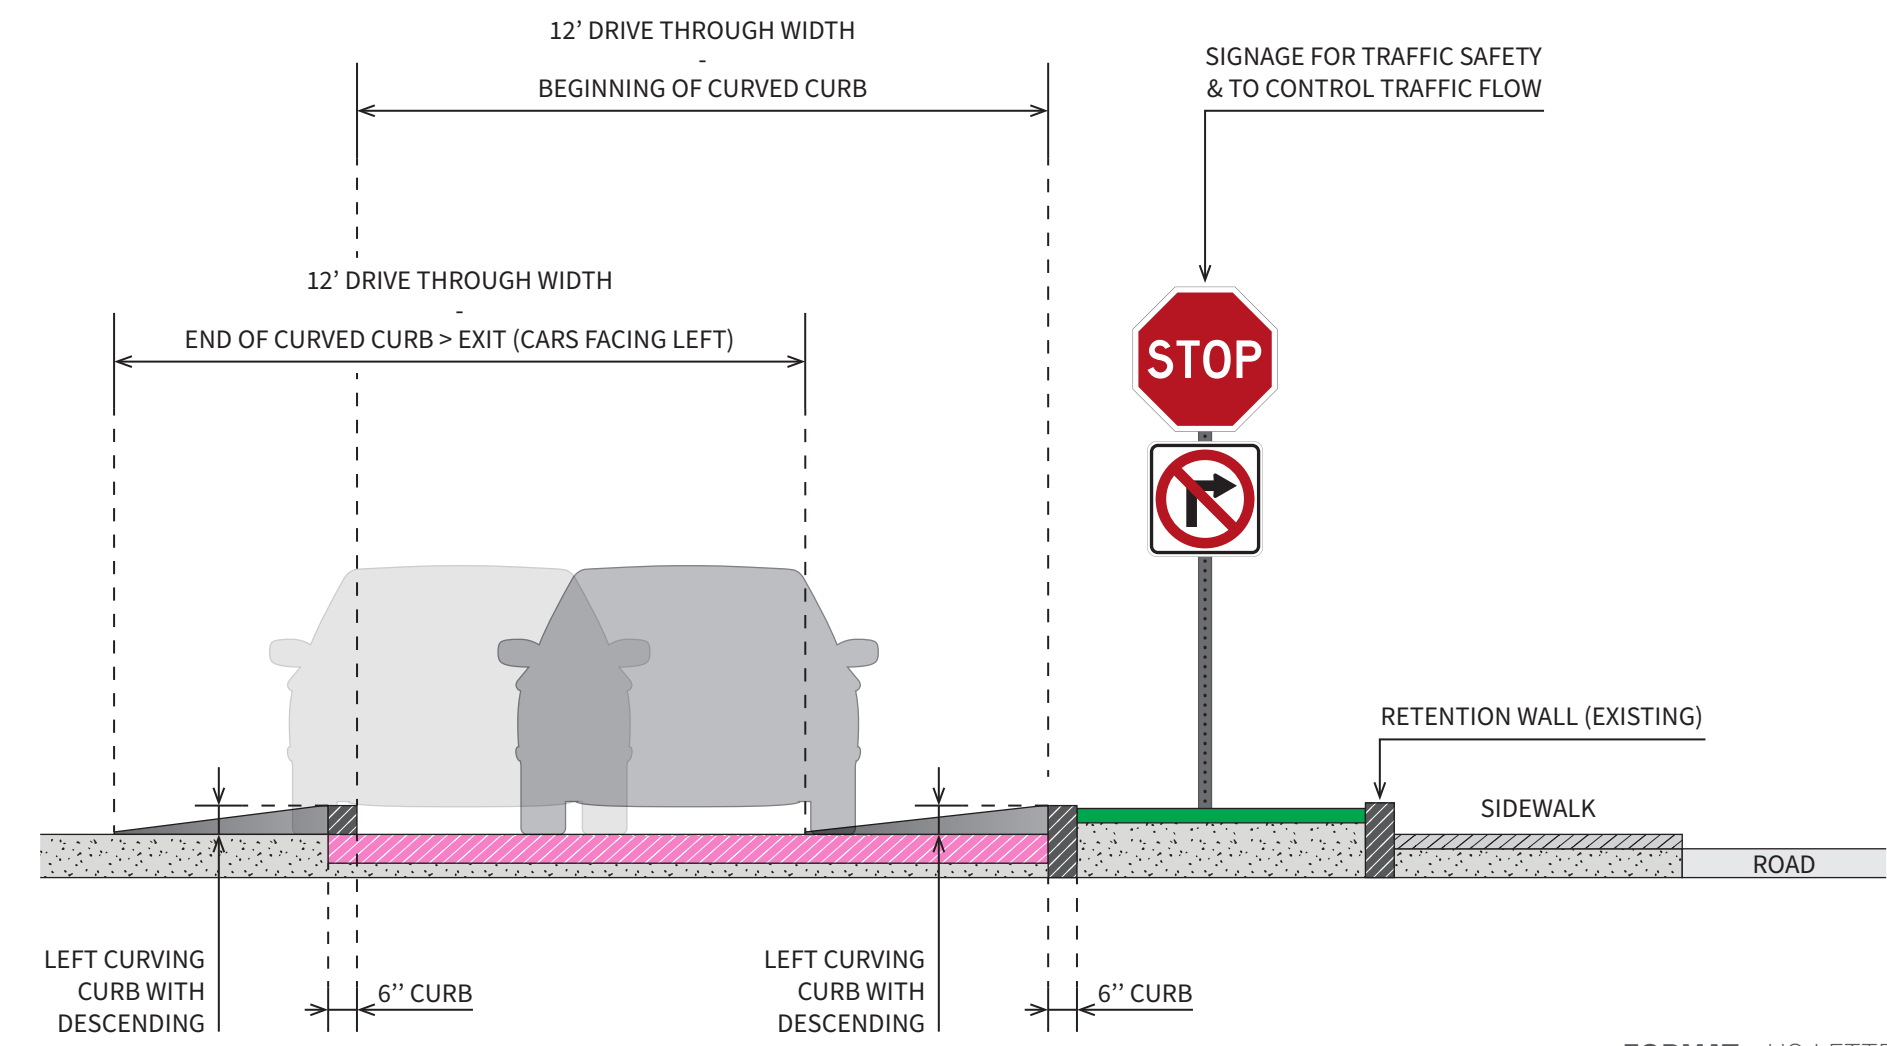 12’ DRIVE THROUGH WIDTH
-
BEGINNING OF CURVED CURB
SIGNAGE FOR TRAFFIC SAFETY
& TO CONTROL TRAFFIC FLOW
12’ DRIVE THROUGH WIDTH
-
END OF CURVED CURB > EXIT (CARS FACING LEFT)
STOP
RETENTION WALL (EXISTING)
SIDEWALK
ROAD
LEFT CURVING
CURB WITH
DESCENDING
6’’ CURB
LEFT CURVING
CURB WITH
DESCENDING
6’’ CURB